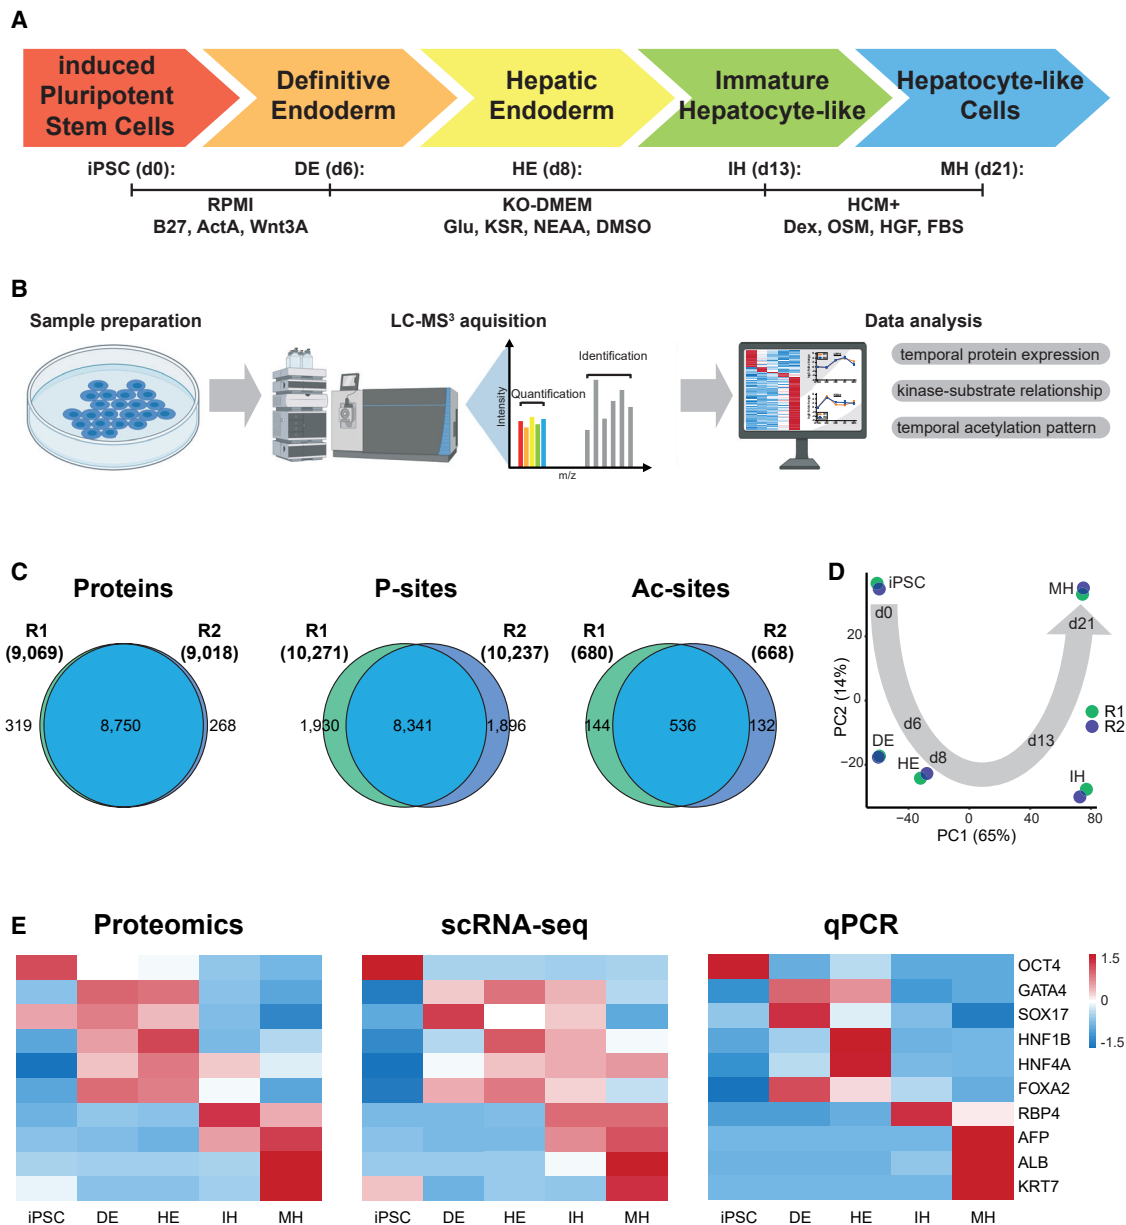 A
induced
Pluripotent
Stem Cells
Definitive
Endoderm
Hepatic
Endoderm
Immature
Hepatocyte-like
Hepatocyte-like
Cells
iPSC (d0):
DE (d6):
HE (d8):
IH (d13):
MH (d21):
RPMI
B27, ActA, Wnt3A
KO-DMEM
Glu, KSR, NEAA, DMSO
HCM+
Dex, OSM, HGF, FBS
B
Sample preparation
LC-MS³ aquisition
Data analysis
Intensity
Quantification
Identification
m/z
temporal protein expression
kinase-substrate relationship
temporal acetylation pattern
C
Proteins
R1
(9,069)
R2
(9,018)
319
8,750
268
P-sites
R1
(10,271)
R2
(10,237)
1,930
8,341
1,896
Ac-sites
R1
(680)
R2
(668)
144
536
132
D
iPSC
MH
d0
d21
20
0
−20
PC2 (14%)
R1
R2
d6
d13
DE
d8
HE
IH
−40
0
40
80
PC1 (65%)
E
Proteomics
scRNA-seq
qPCR
OCT4
GATA4
SOX17
HNF1B
HNF4A
FOXA2
RBP4
AFP
ALB
KRT7
1.5
0
-1.5
iPSC DE HE IH MH
iPSC DE HE IH MH
iPSC DE HE IH MH